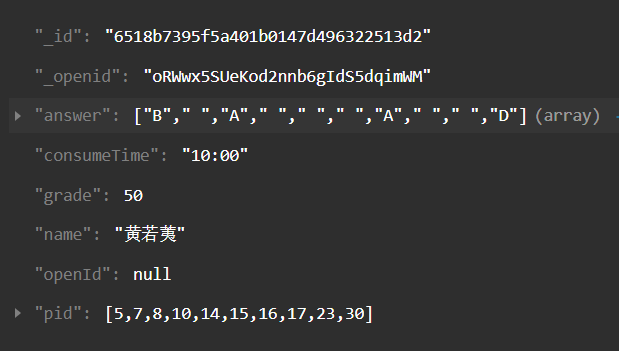 "_id": "6518b7395f5a401b0147d496322513d2"
"_openid": "oRWwx5SUeKod2nnb6gIdS5dqimWM"
"answer": ["B"," ","A"," "," "," ","A"," "," ","D"] (array)
"consumeTime": "10:00"
"grade": 50
"name": "黄若荑"
"openId": null
"pid": [5,7,8,10,14,15,16,17,23,30]